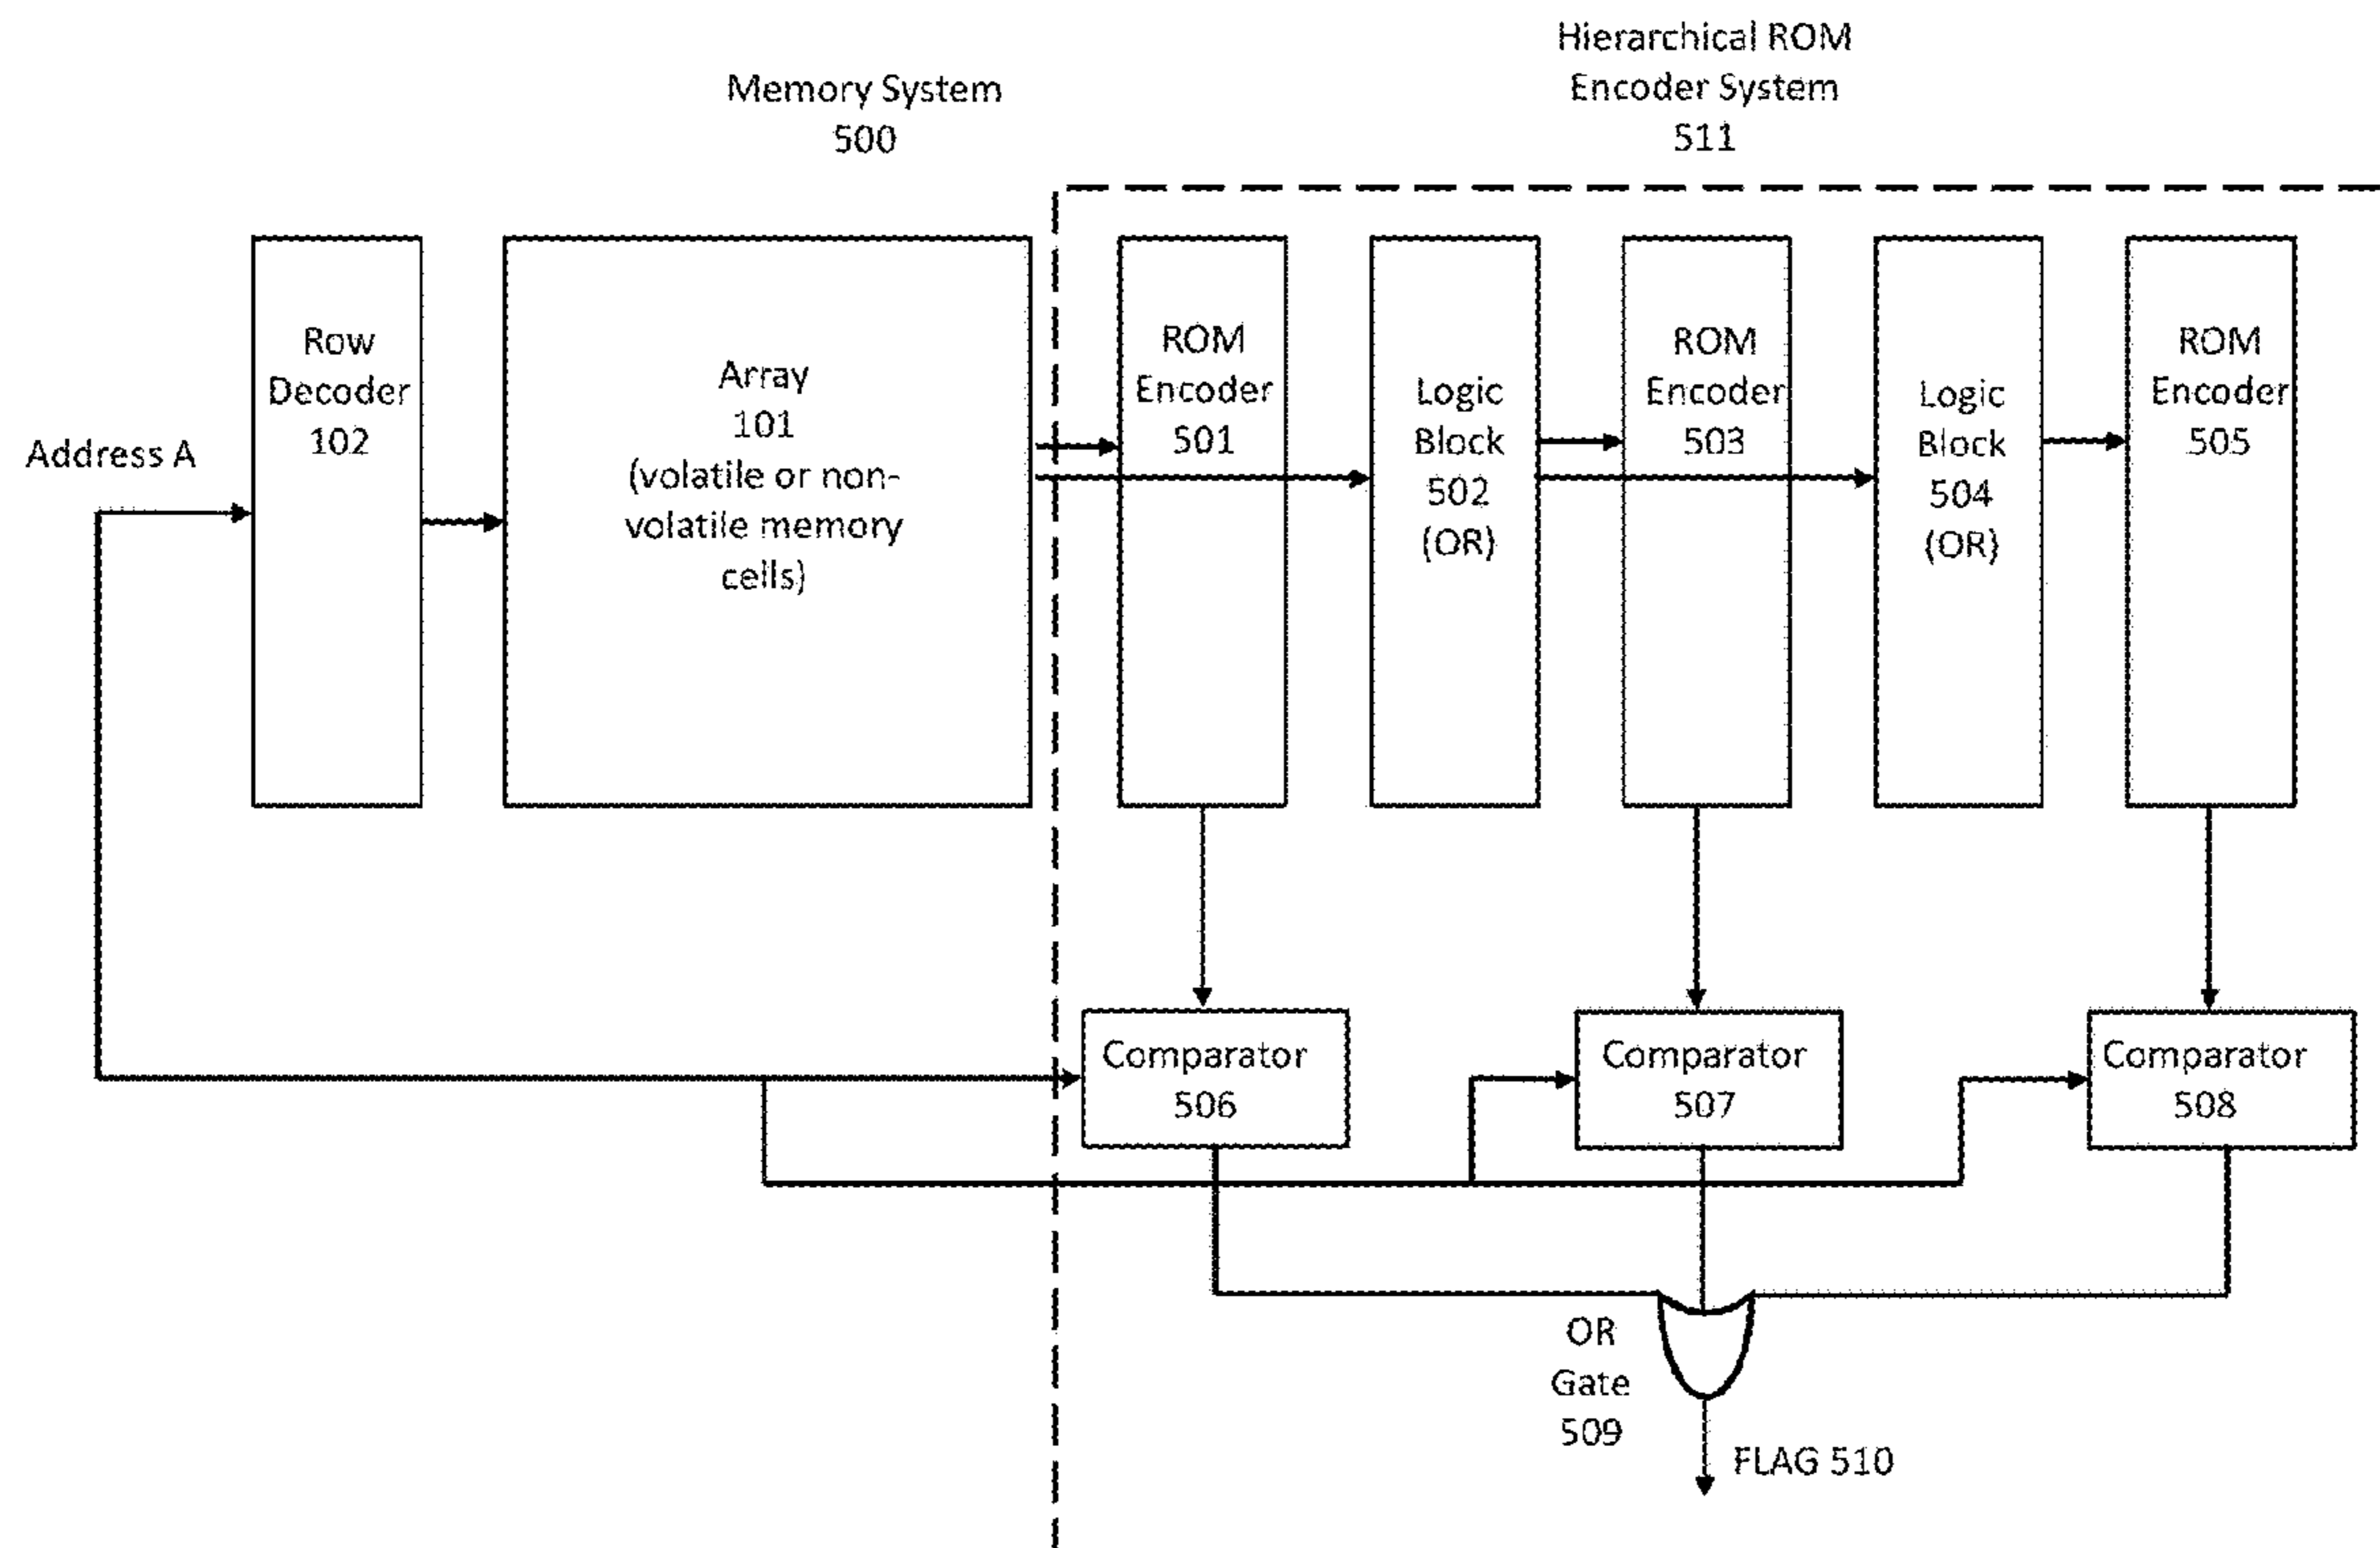 Hierarchical ROM
Encoder System
511
Memory System
500
Row
Decoder
102
Array
101
(volatile or non-
volatile memory
cells)
ROM
Encoder
501
Logic
Block
502
(OR)
ROM
Encoder
503
Logic
Block
504
(OR)
ROM
Encoder
505
Address A
Comparator
506
Comparator
507
Comparator
508
OR
Gate
509
FLAG 510